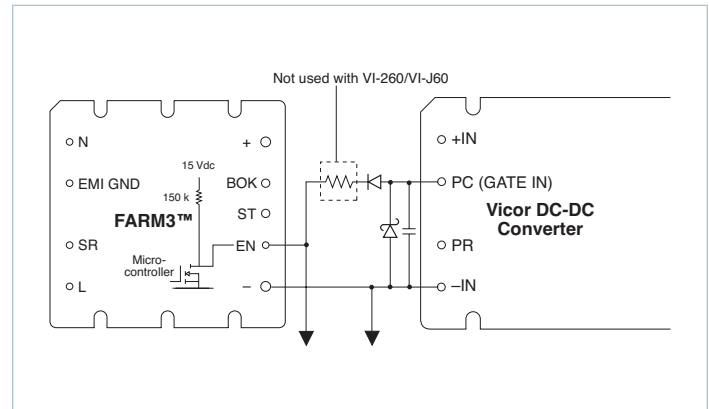 Not used with VI-260/VI-J60
N
EMI GND
SR
L
15 Vdc
150 k
FARM3™
Micro-
controller
+
BOK
ST
EN
–
+IN
PC (GATE IN)
Vicor DC-DC
Converter
PR
–IN